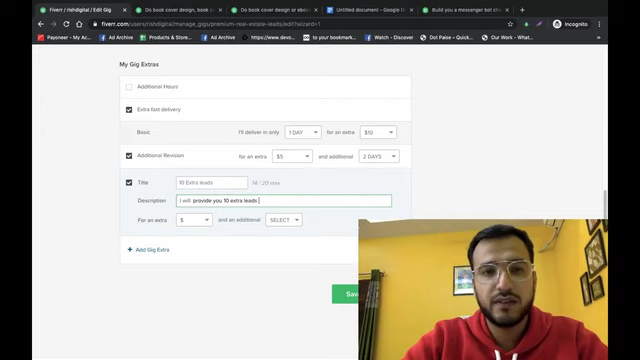 Fiverr / rishdigital / Edit Gig
Do book cover design, book c
Do book cover design or eboo
Untitled document - Google D
Build you a messenger bot ch
fiverr.com/users/rishdigital/manage_gigs/premium-real-estare-leads/edit?wizard=1
Incognito
Payoneer - My Ac...
Ad Archive
Products & Store...
Ad Archive
https://www.devo...
to your bookmark...
Watch - Discover
Dot Palse – Quick...
Our Work - What...
My Gig Extras
Additional Hours
Extra fast delivery
Basic
I'll deliver in only
1 DAY
for an extra
$10
Additional Revision
for an extra
$5
and additional
2 DAYS
Title
10 Extra leads
14 / 20 max
Description
I will provide you 10 extra leads
For an extra
$
and an additional
SELECT
+ Add Gig Extra
Save